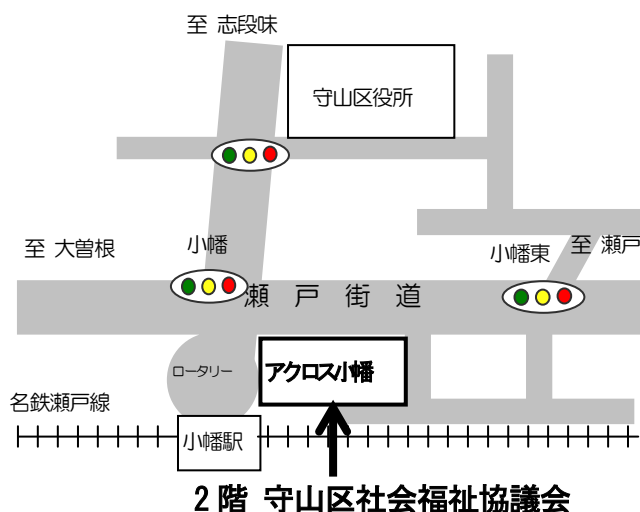 至 志段味
守山区役所
至 大曽根
小幡
小幡東
至 瀬戸
瀬戸街道
ロータリー
アクロス小幡
名鉄瀬戸線
小幡駅
2階 守山区社会福祉協議会